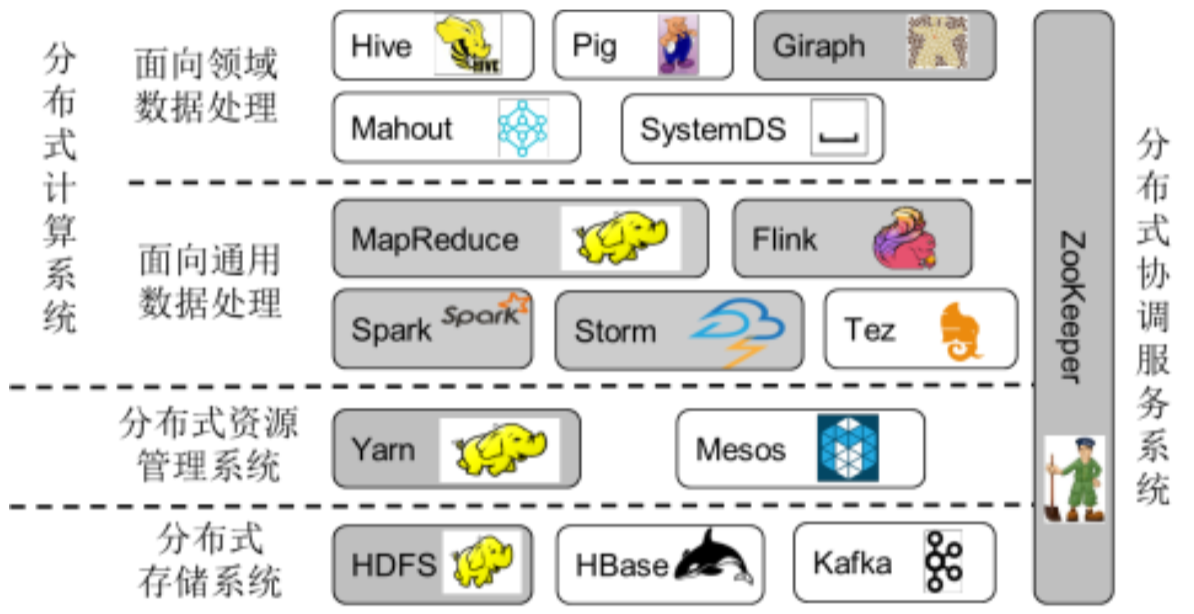 分布式计算系统
面向领域
数据处理
Hive
HIVE
Pig
Giraph
Mahout
SystemDS
面向通用
数据处理
MapReduce
Flink
Spark
Spark
Storm
Tez
分布式资源
管理系统
Yarn
Mesos
分布式
存储系统
HDFS
HBase
Kafka
ZooKeeper
分布式协调服务系统